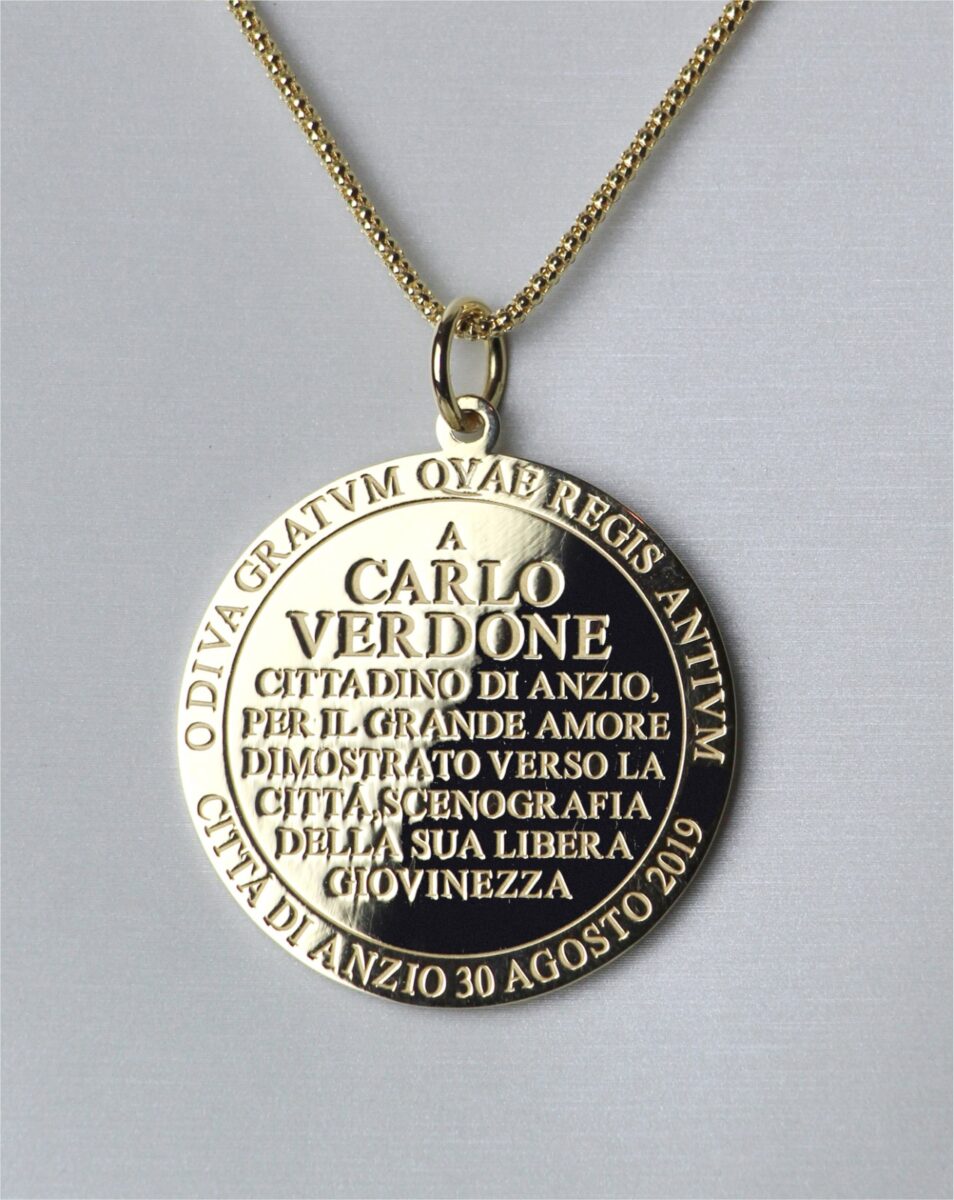 ODIVA GRATVM QVAE REGIS ANTIVM
A
CARLO
VERDONE
CITTADINO DI ANZIO,
PER IL GRANDE AMORE
DIMOSTRATO VERSO LA
CITTÀ,SCENOGRAFIA
DELLA SUA LIBERA
GIOVINEZZA
CITTÀ DI ANZIO 30 AGOSTO 2019